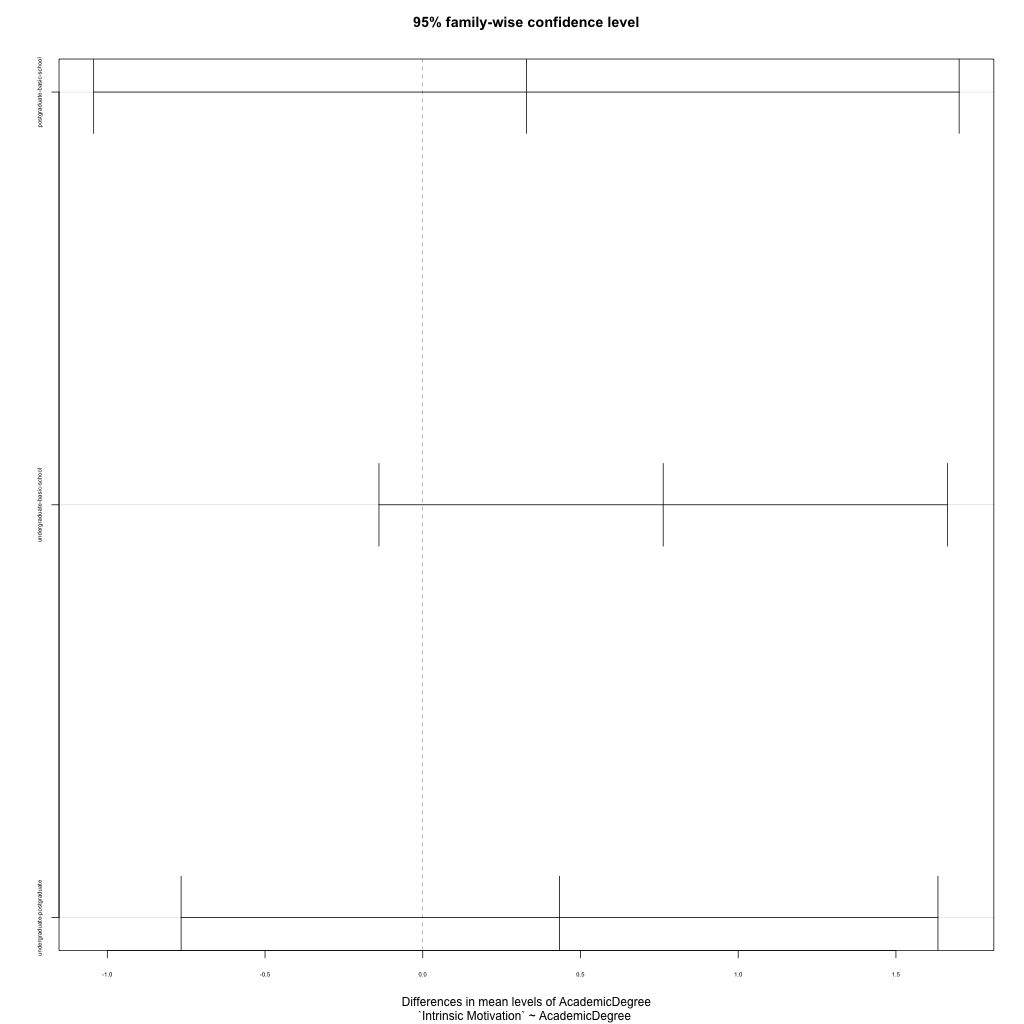 95% family-wise confidence level
postgraduate-basic-school
undergraduate-basic-school
undergraduate-postgraduate
-1.0 -0.5 0.0 0.5 1.0 1.5
Differences in mean levels of AcademicDegree
`Intrinsic Motivation` ~ AcademicDegree